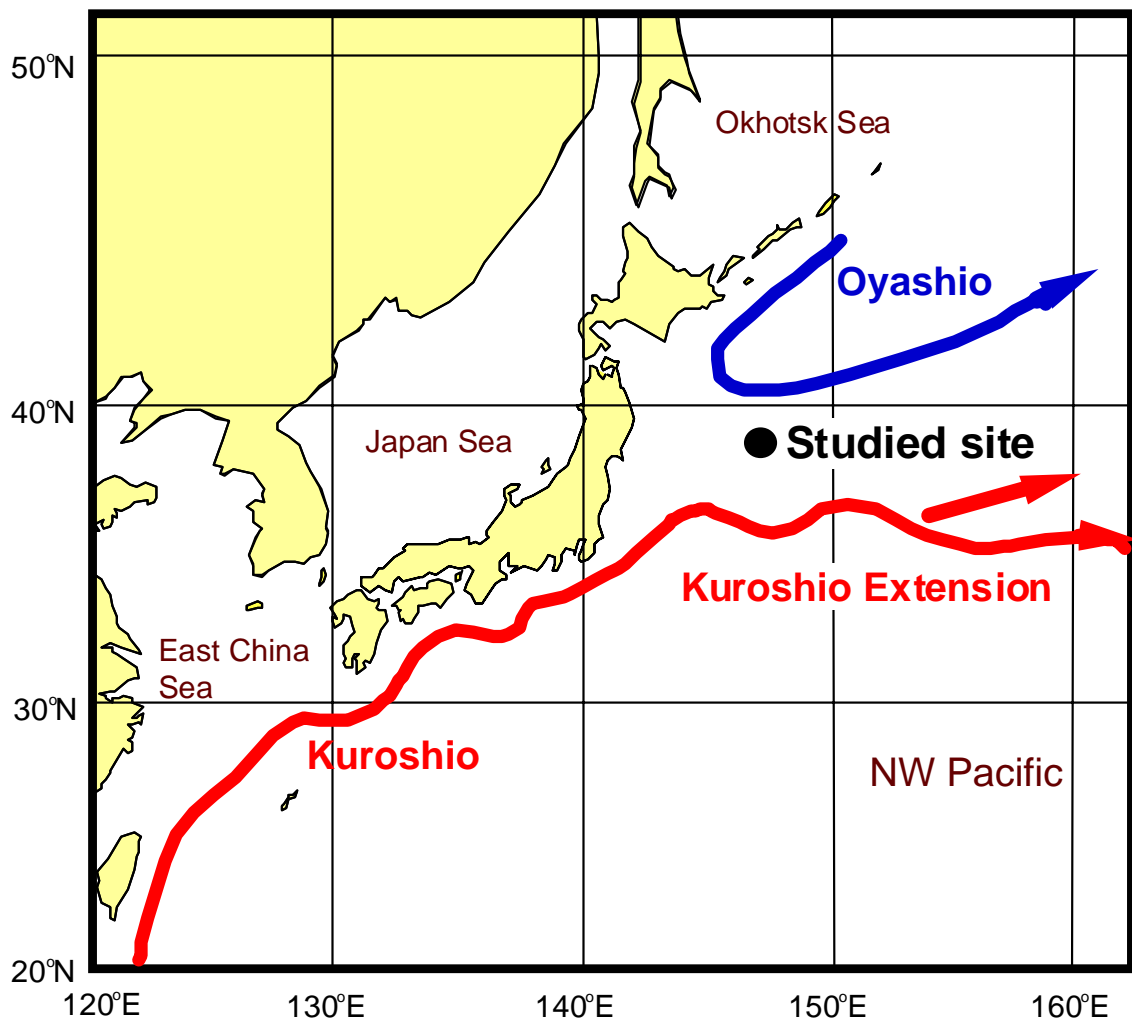 50°N
Okhotsk Sea
Oyashio
40°N
Japan Sea
Studied site
Kuroshio Extension
East China
Sea
30°N
Kuroshio
NW Pacific
20°N
120°E
130°E
140°E
150°E
160°E